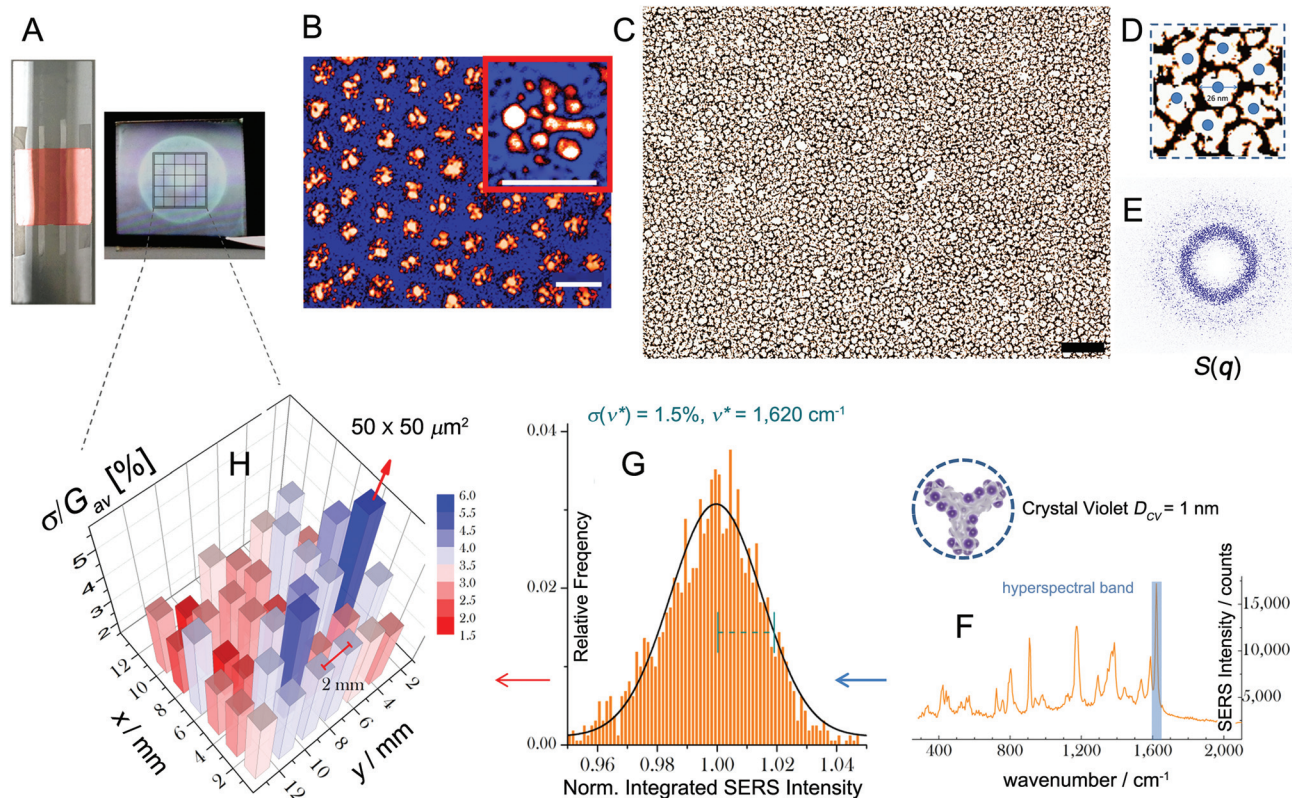 A
B
C
D
26 nm
E
S(q)
50 x 50 μm²
H
σ/G av [%]
5
4
3
2
6.0
5.5
5.0
4.5
4.0
3.5
3.0
2.5
2.0
1.5
2 mm
12
10
8
6
4
2
x / mm
12
10
8
6
4
2
y / mm
σ(ν*) = 1.5%, ν* = 1,620 cm⁻¹
G
0.04
0.02
0.00
Relative Freqency
0.96
0.98
1.00
1.02
1.04
Norm. Integrated SERS Intensity
Crystal Violet D_CV = 1 nm
hyperspectral band
F
15,000
10,000
5,000
SERS Intensity / counts
400
800
1,200
1,600
2,000
wavenumber / cm⁻¹